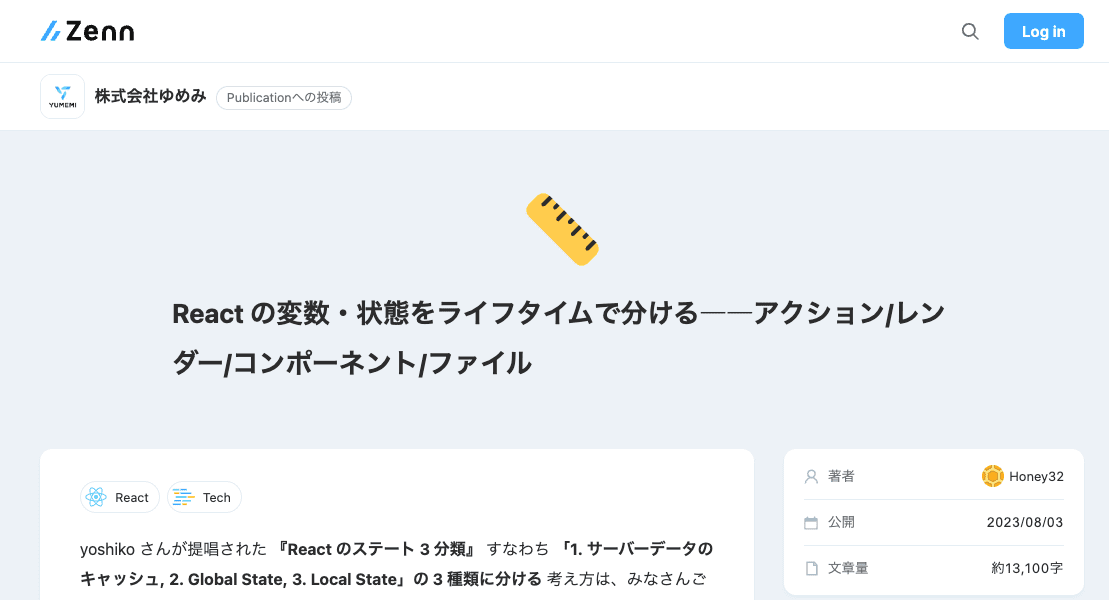 Zenn
Log in
YUMEMI
株式会社ゆめみ
Publicationへの投稿
React の変数・状態をライフタイムで分ける──アクション/レン
ダー/コンポーネント/ファイル
React
Tech
yoshiko さんが提唱された 『React のステート 3 分類』 すなわち 「1. サーバーデータの
キャッシュ, 2. Global State, 3. Local State」の 3 種類に分ける 考え方は、みなさんご
著者
Honey32
公開
2023/08/03
文章量
約13,100字